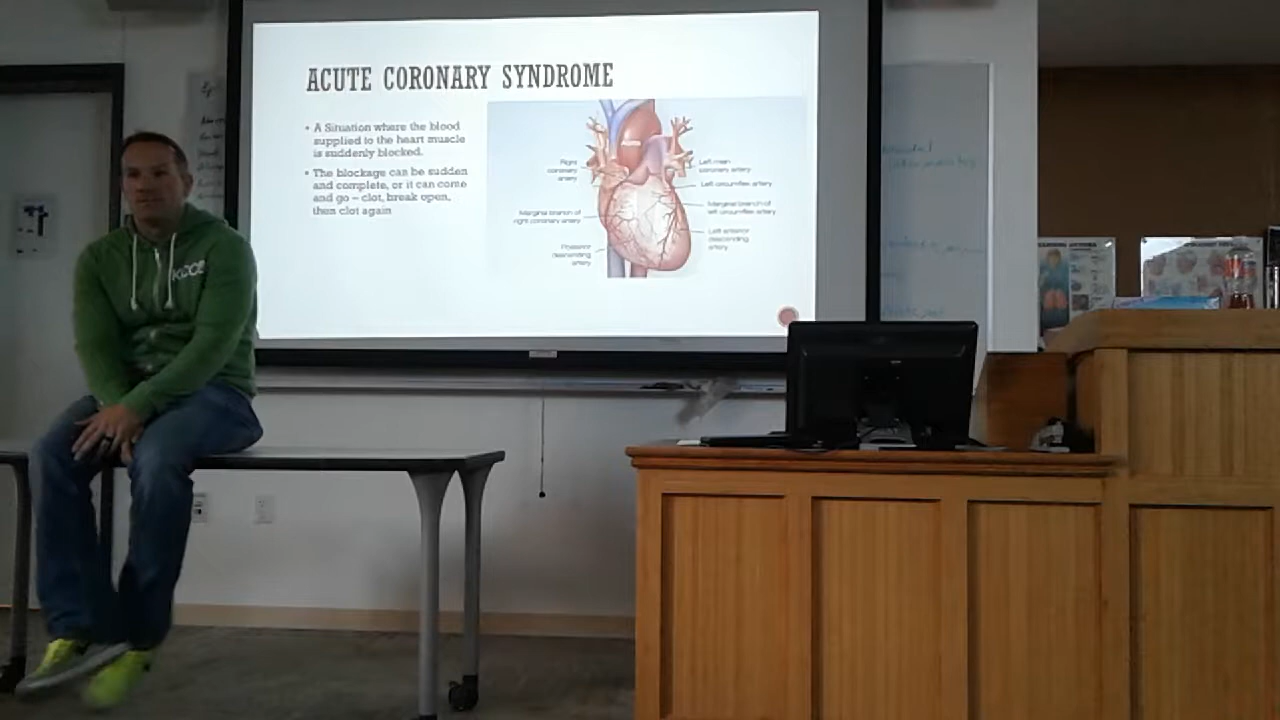 ACUTE CORONARY SYNDROME
• A Situation where the blood
supplied to the heart muscle
is suddenly blocked.
• The blockage can be sudden
and complete, or it can come
and go – clot, break open,
then clot again
Aorta
Right
coronary
artery
Marginal branch of
right coronary artery
Posterior
descending
artery
Left main
coronary artery
Left circumflex artery
Marginal branch of
left circumflex artery
Left anterior
descending
artery